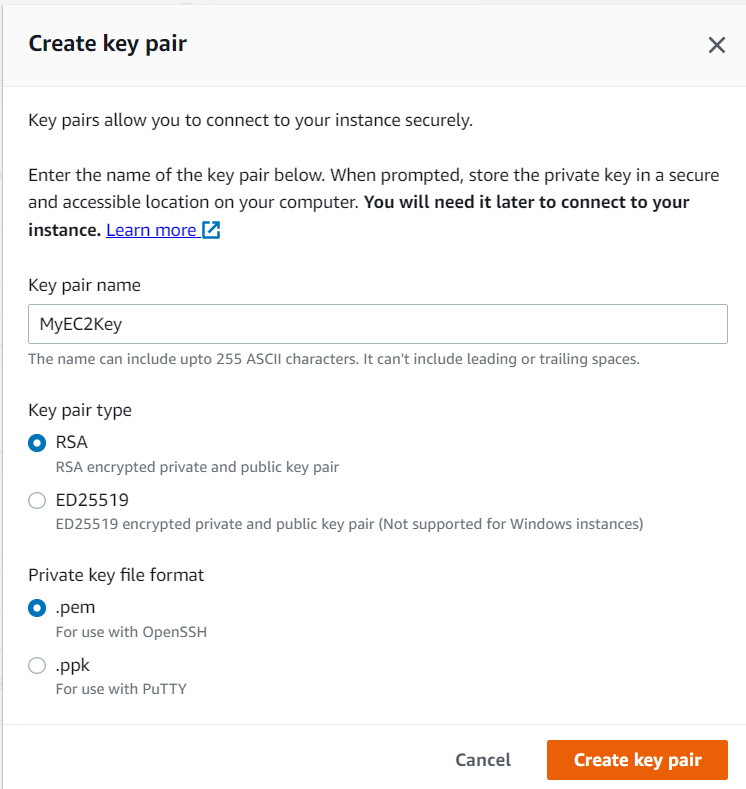 Create key pair
Key pairs allow you to connect to your instance securely.
Enter the name of the key pair below. When prompted, store the private key in a secure
and accessible location on your computer. You will need it later to connect to your
instance. Learn more
Key pair name
MyEC2Key
The name can include upto 255 ASCII characters. It can't include leading or trailing spaces.
Key pair type
RSA
RSA encrypted private and public key pair
ED25519
ED25519 encrypted private and public key pair (Not supported for Windows instances)
Private key file format
.pem
For use with OpenSSH
.ppk
For use with PuTTY
Cancel
Create key pair